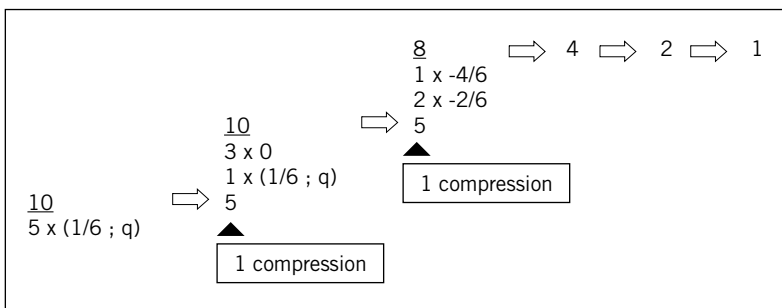 10
5 x (1/6 ; q)
10
3 x 0
1 x (1/6 ; q)
5
1 compression
8
1 x -4/6
2 x -2/6
5
1 compression
4
2
1